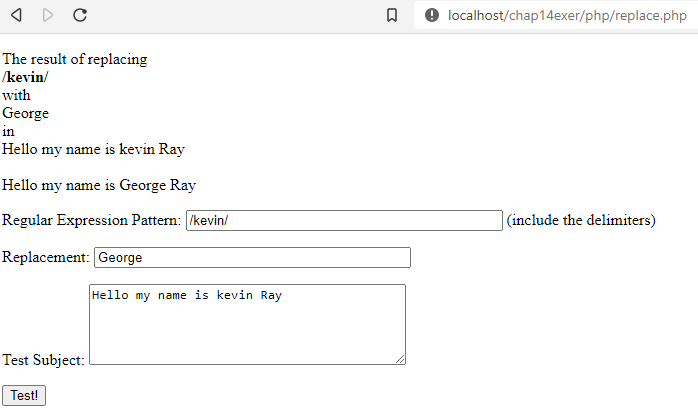 localhost/chap14exer/php/replace.php
The result of replacing
/kevin/
with
George
in
Hello my name is kevin Ray
Hello my name is George Ray
Regular Expression Pattern: /kevin/ (include the delimiters)
Replacement: George
Hello my name is kevin Ray
Test Subject:
Test!